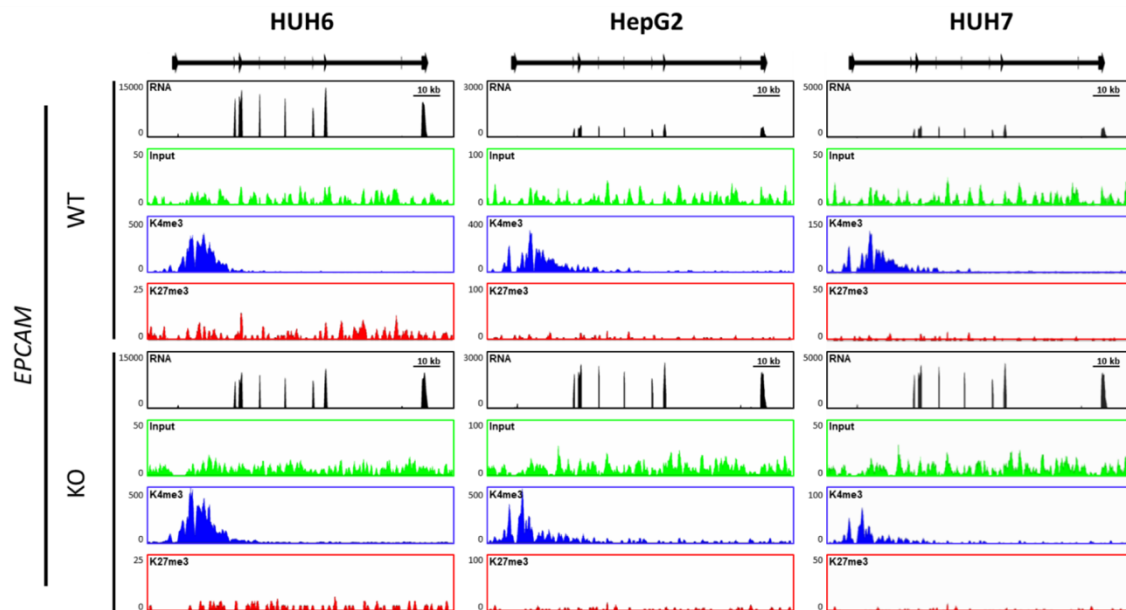 HUH6 HepG2 HUH7
EPCAM
WT
15000 RNA 10 kb 0 3000 RNA 10 kb 0 5000 RNA 10 kb 0
50 Input 0 100 Input 0 50 Input 0
500 K4me3 0 400 K4me3 0 150 K4me3 0
25 K27me3 0 100 K27me3 0 50 K27me3 0
KO
15000 RNA 10 kb 0 3000 RNA 10 kb 0 5000 RNA 10 kb 0
50 Input 0 100 Input 0 50 Input 0
500 K4me3 0 500 K4me3 0 100 K4me3 0
25 K27me3 0 100 K27me3 0 50 K27me3 0